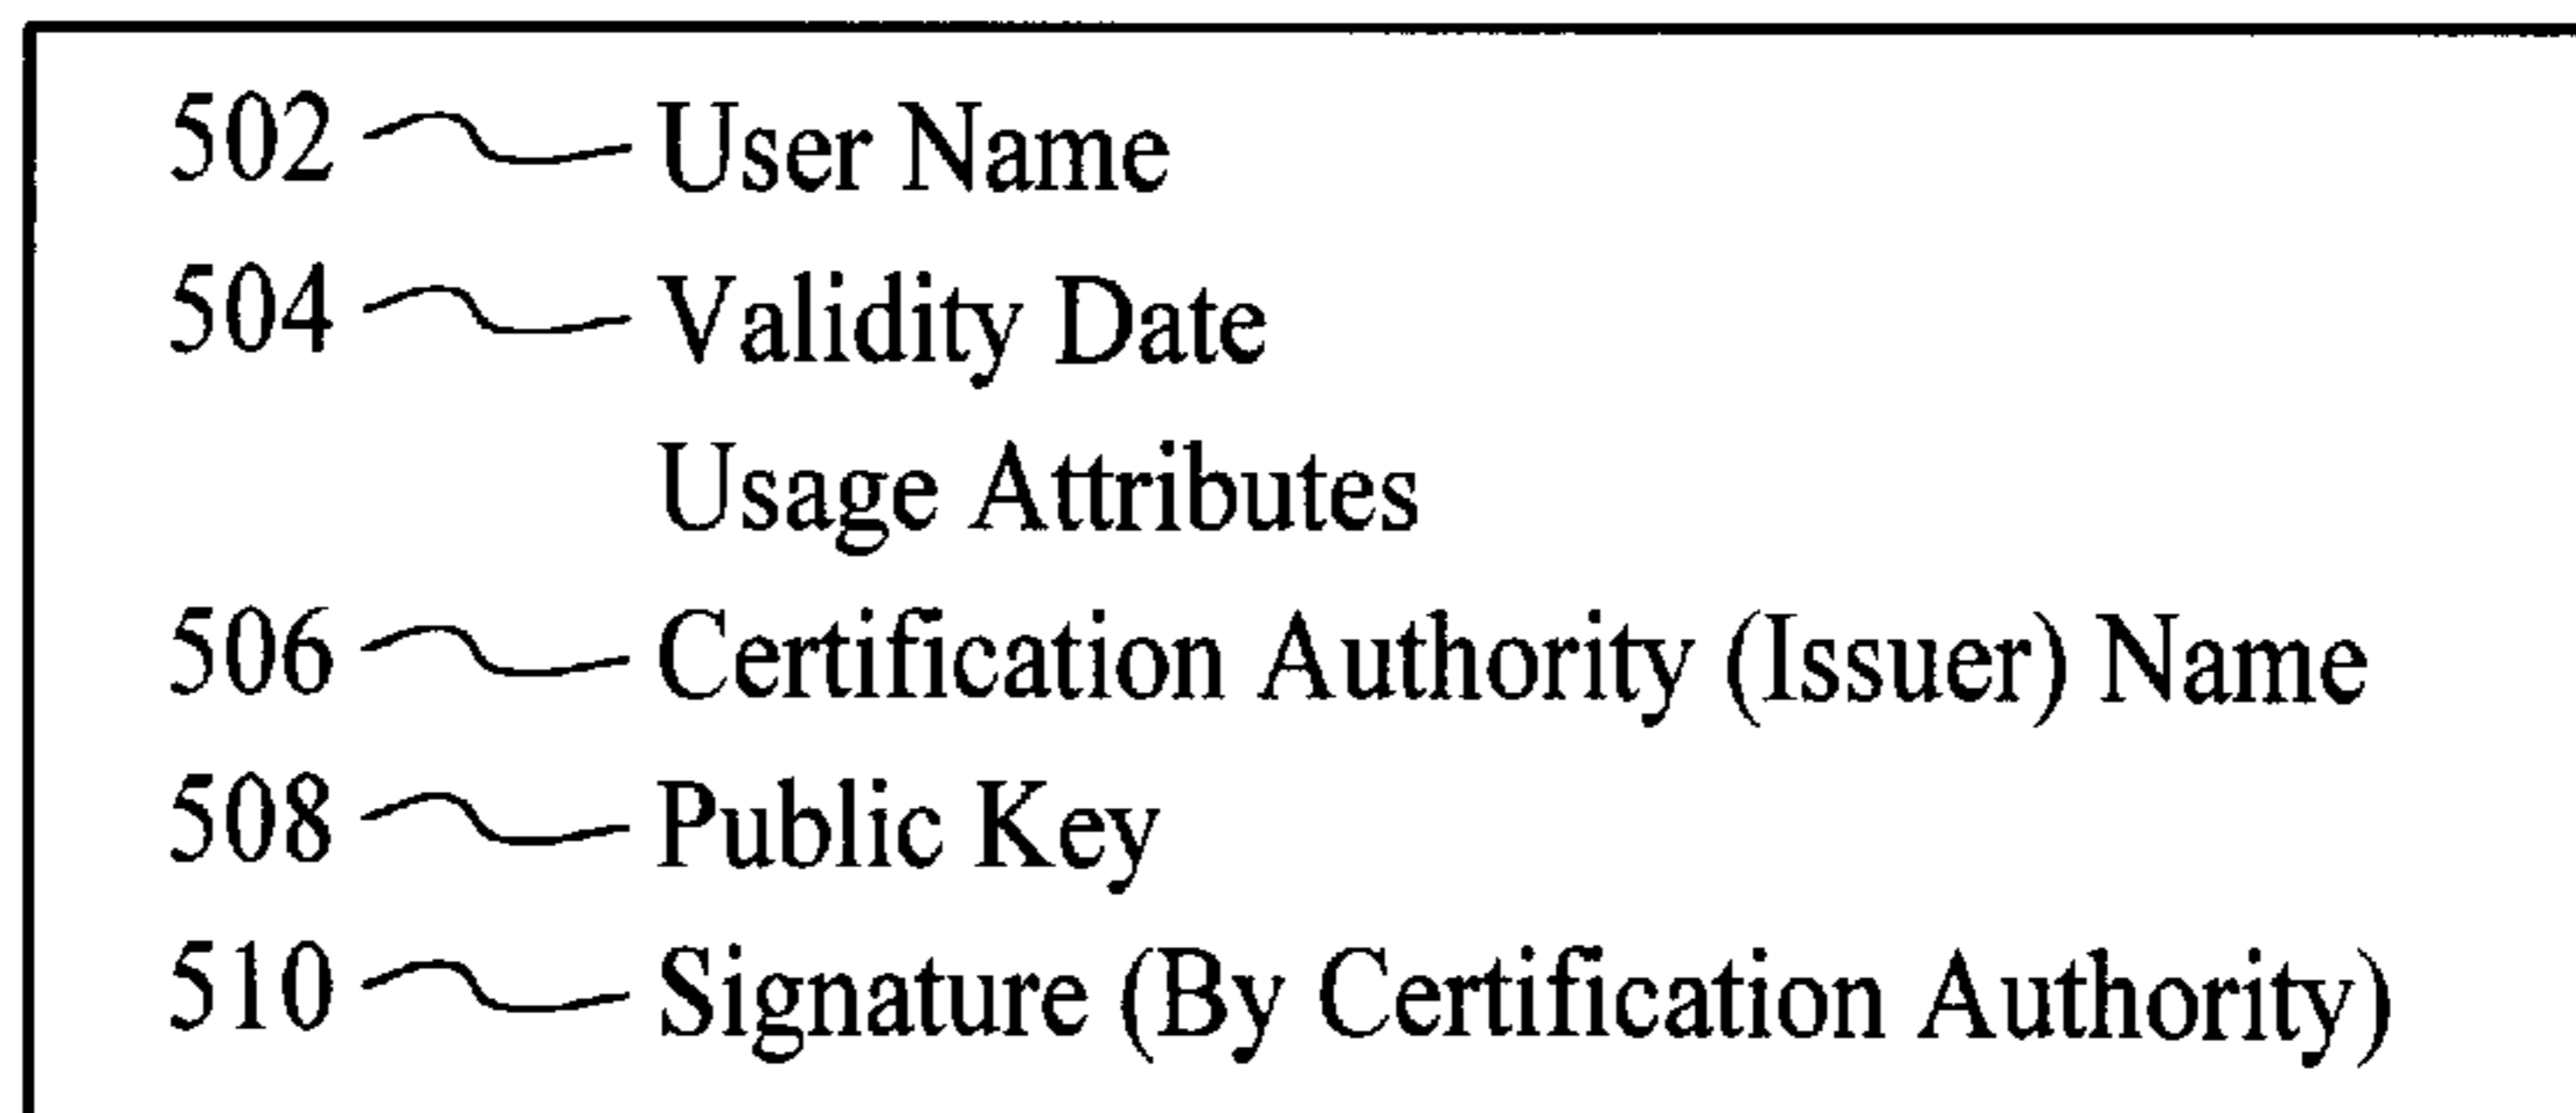 502 User Name
504 Validity Date
Usage Attributes
506 Certification Authority (Issuer) Name
508 Public Key
510 Signature (By Certification Authority)